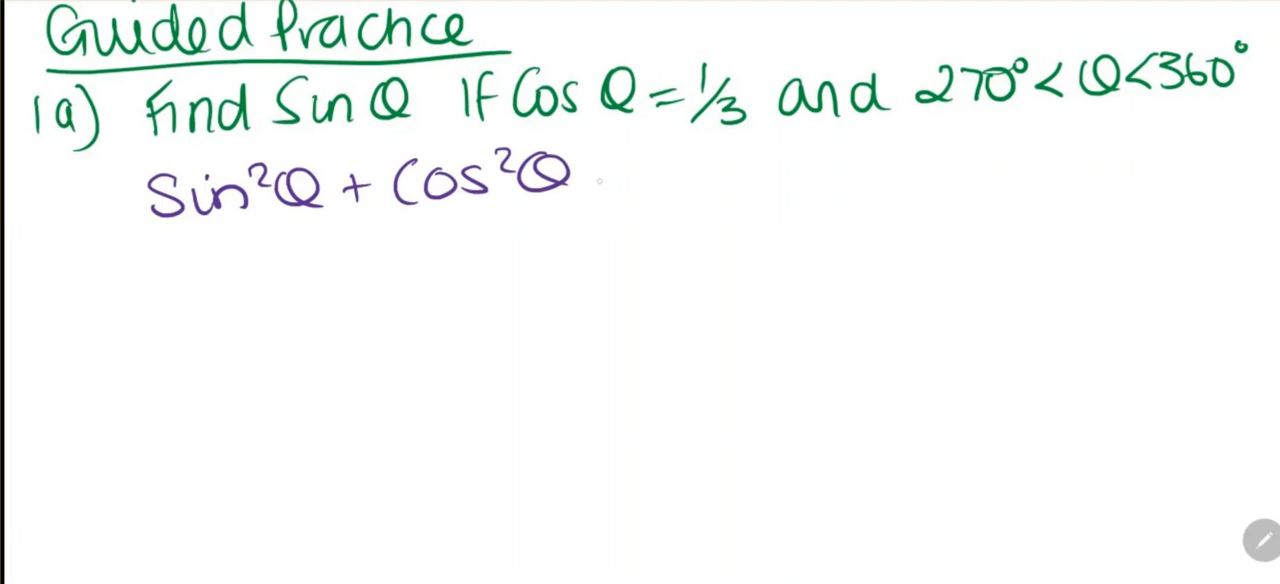 Guided Practice
1a) Find Sin θ If Cos θ = 1/3 and 270° < θ < 360°
Sin²θ + Cos²θ